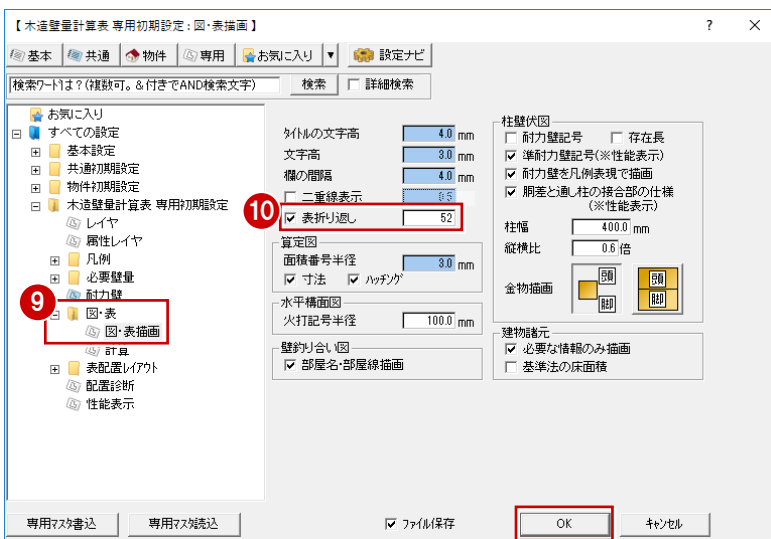 【 木造壁量計算表 専用初期設定 : 図・表描画 】
? ×
基本 共通 物件 専用 お気に入り ▼ 設定ナビ
検索ワードは？(複数可。＆付きでAND検索文字) 検索 詳細検索
お気に入り
すべての設定
基本設定
共通初期設定
物件初期設定
木造壁量計算表 専用初期設定
レイヤ
属性レイヤ
凡例
必要壁量
耐力壁
9
図・表
図・表描画
計算
表配置レイアウト
配置診断
性能表示
タイトルの文字高 4.0 mm
文字高 3.0 mm
欄の間隔 4.0 mm
二重線表示 0.5
10
表折り返し 52
算定図
面積番号半径 3.0 mm
寸法 ハッチング
水平構面図
火打記号半径 100.0 mm
壁釣り合い図
部屋名・部屋線描画
柱壁伏図
耐力壁記号 存在長
準耐力壁記号(※性能表示)
耐力壁を凡例表現で描画
胴差と通し柱の接合部の仕様
(※性能表示)
柱幅 400.0 mm
縦横比 0.6 倍
金物描画 頭 脚 頭 脚
建物諸元
必要な情報のみ描画
基準法の床面積
専用マスタ書込 専用マスタ読込 ファイル保存 OK キャンセル